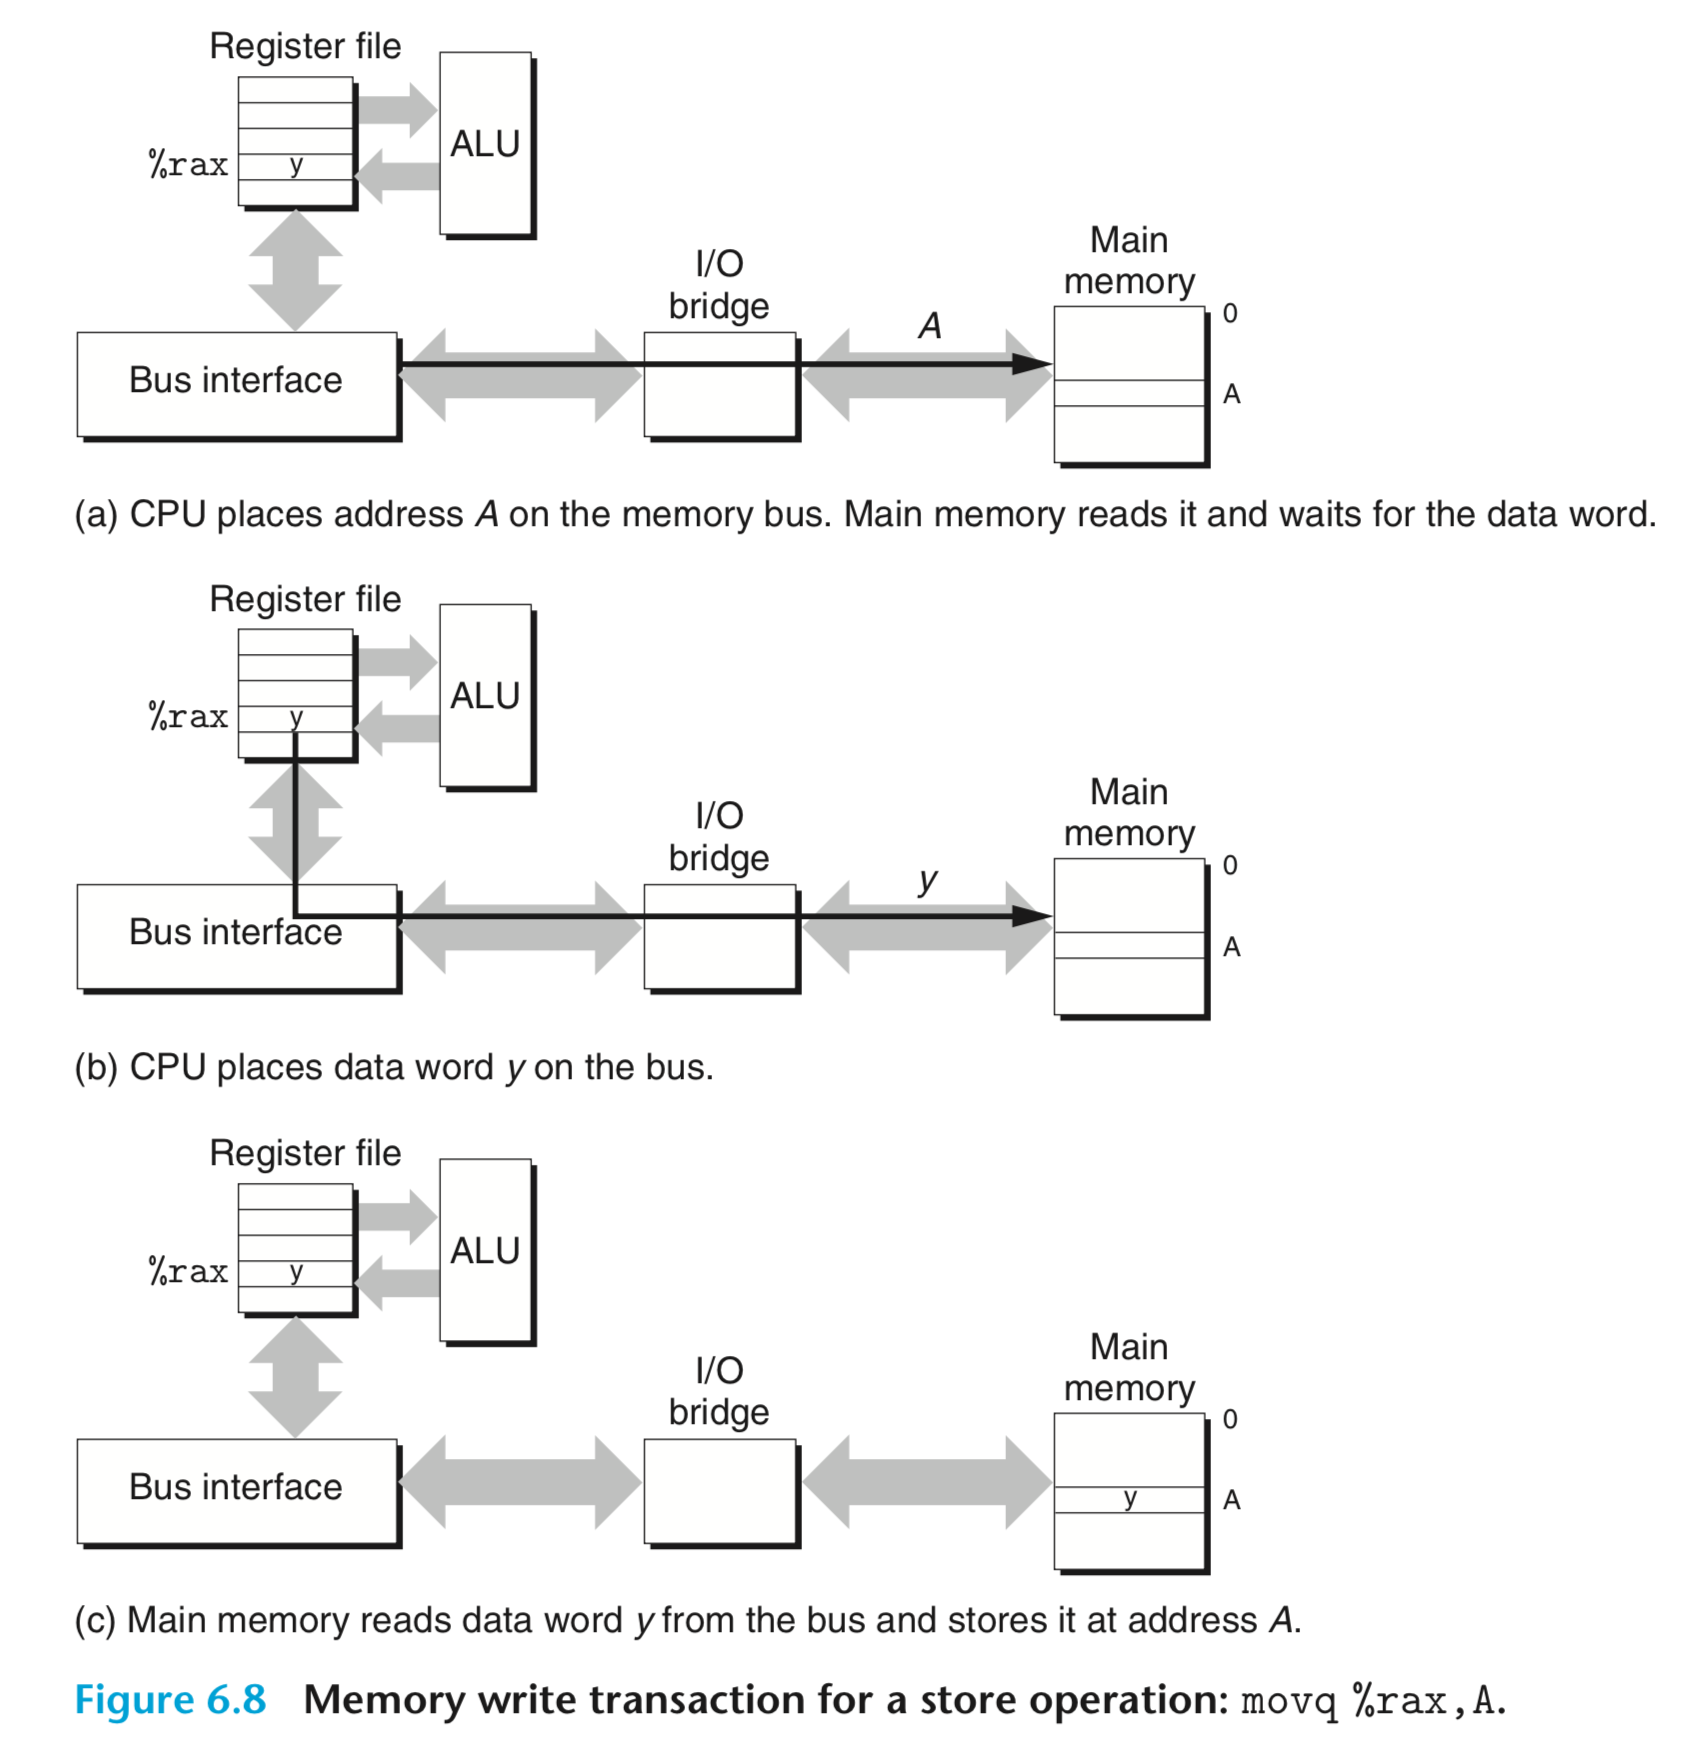 Register file
ALU
%rax
y
I/O
bridge
Main
memory
0
A
A
Bus interface
(a) CPU places address A on the memory bus. Main memory reads it and waits for the data word.
Register file
ALU
%rax
y
I/O
bridge
Main
memory
0
y
A
Bus interface
(b) CPU places data word y on the bus.
Register file
ALU
%rax
y
I/O
bridge
Main
memory
0
y
A
Bus interface
(c) Main memory reads data word y from the bus and stores it at address A.
Figure 6.8 Memory write transaction for a store operation: movq %rax,A.